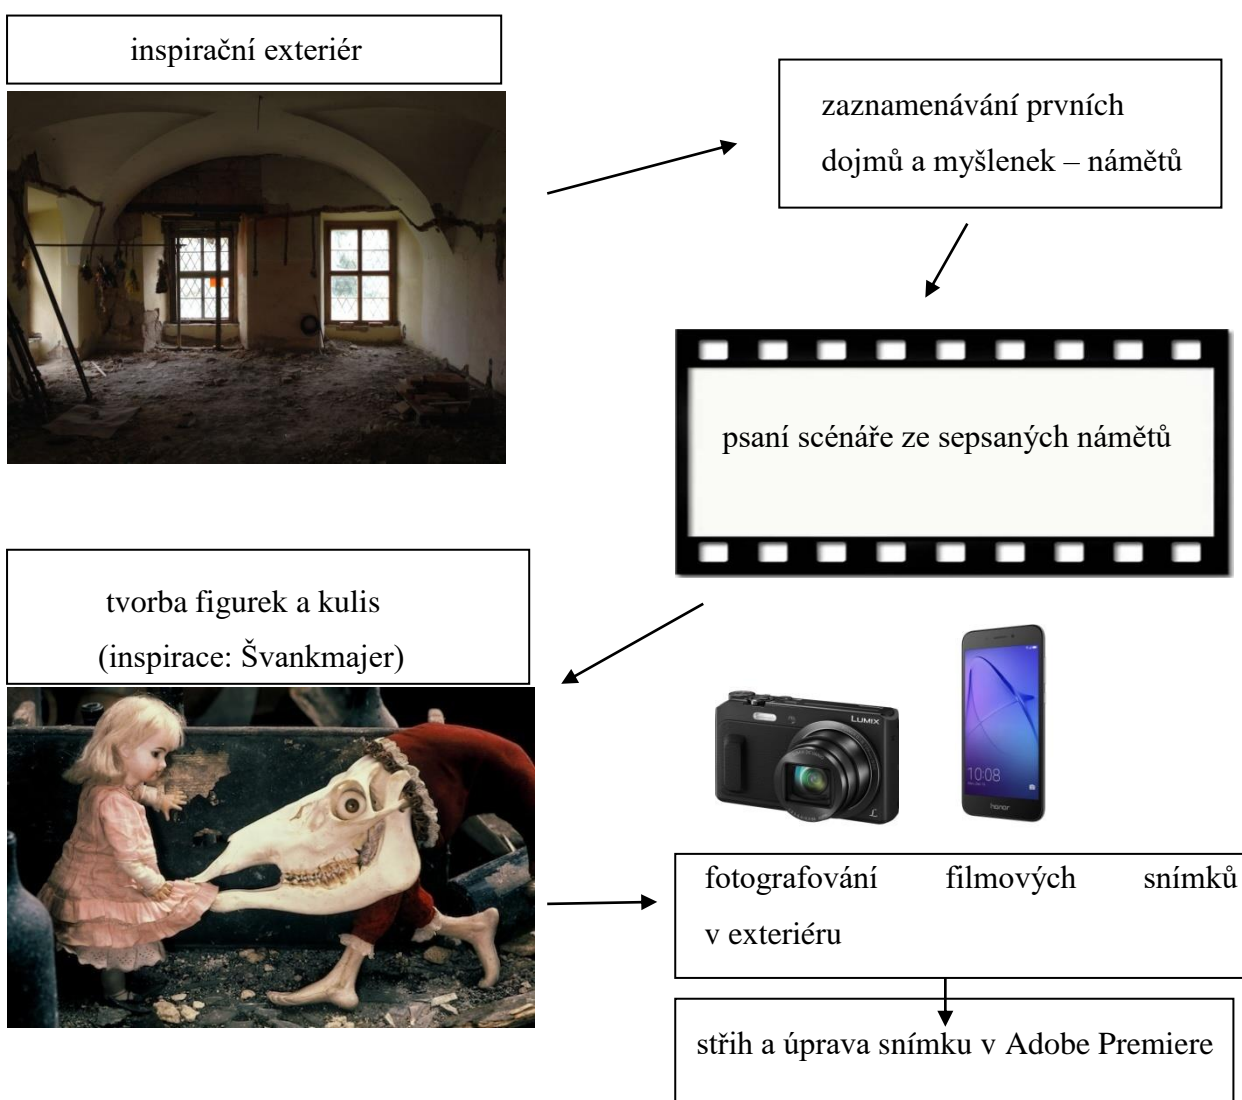 inspirační exteriér
zaznamenávání prvních
dojmů a myšlenek – námětů
psaní scénáře ze sepsaných námětů
tvorba figurek a kulis
(inspirace: Švankmajer)
LUMIX
L
10:08
honor
fotografování filmových snímků
v exteriéru
střih a úprava snímku v Adobe Premiere